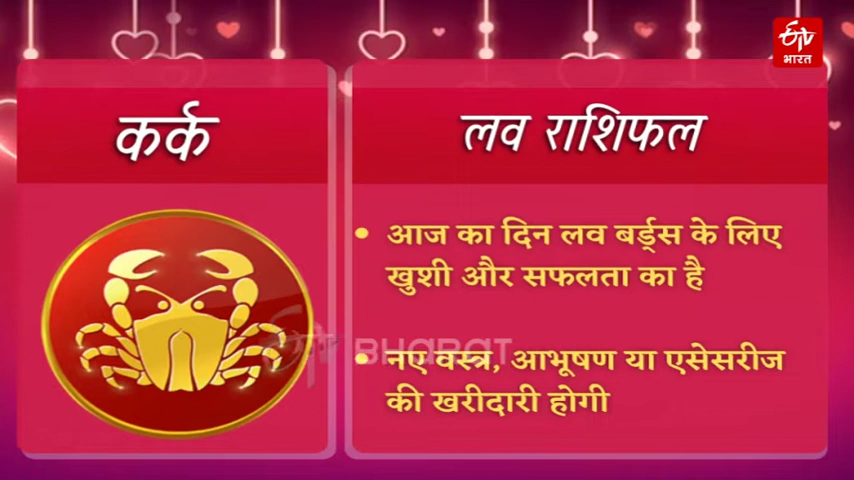 ETV
भारत
कर्क
लव राशिफल
• आज का दिन लव बर्ड्स के लिए
खुशी और सफलता का है
BHARAT
• नए वस्त्र, आभूषण या एसेसरीज
की खरीदारी होगी